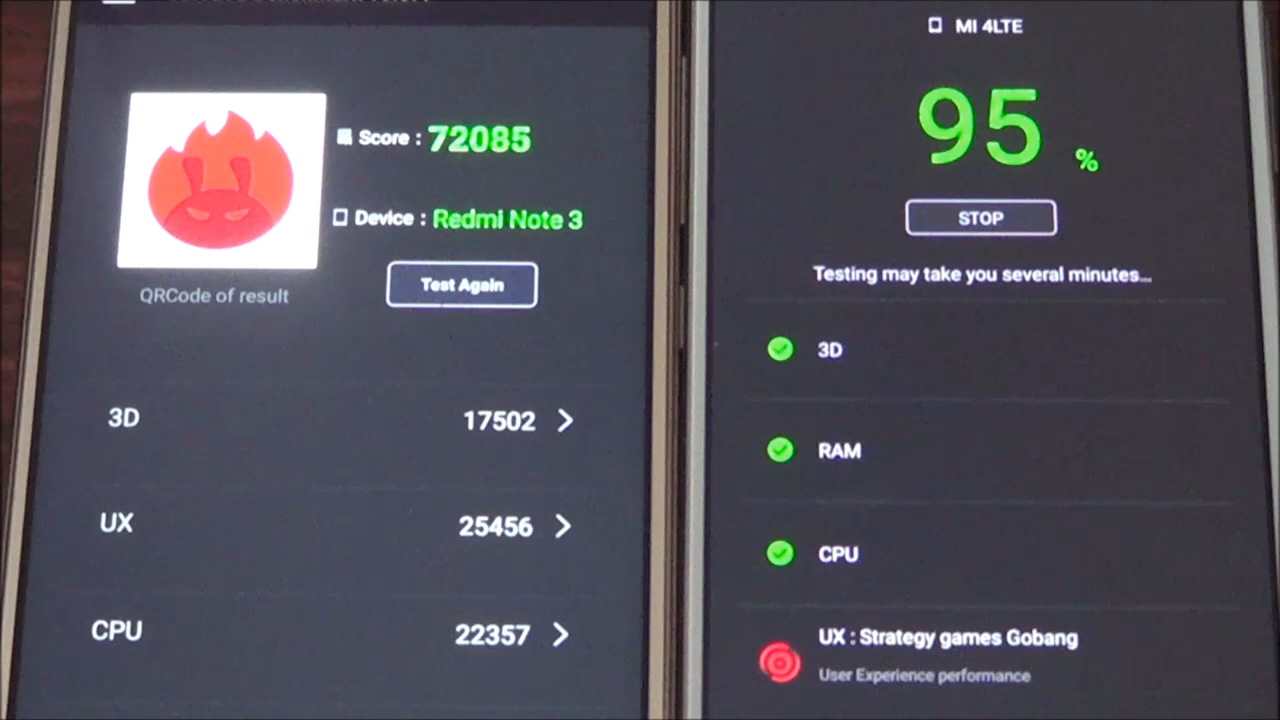 Score : 72085
Device : Redmi Note 3
Test Again
QRCode of result
3D 17502
UX 25456
CPU 22357
MI 4LTE
95 %
STOP
Testing may take you several minutes...
3D
RAM
CPU
UX : Strategy games Gobang
User Experience performance